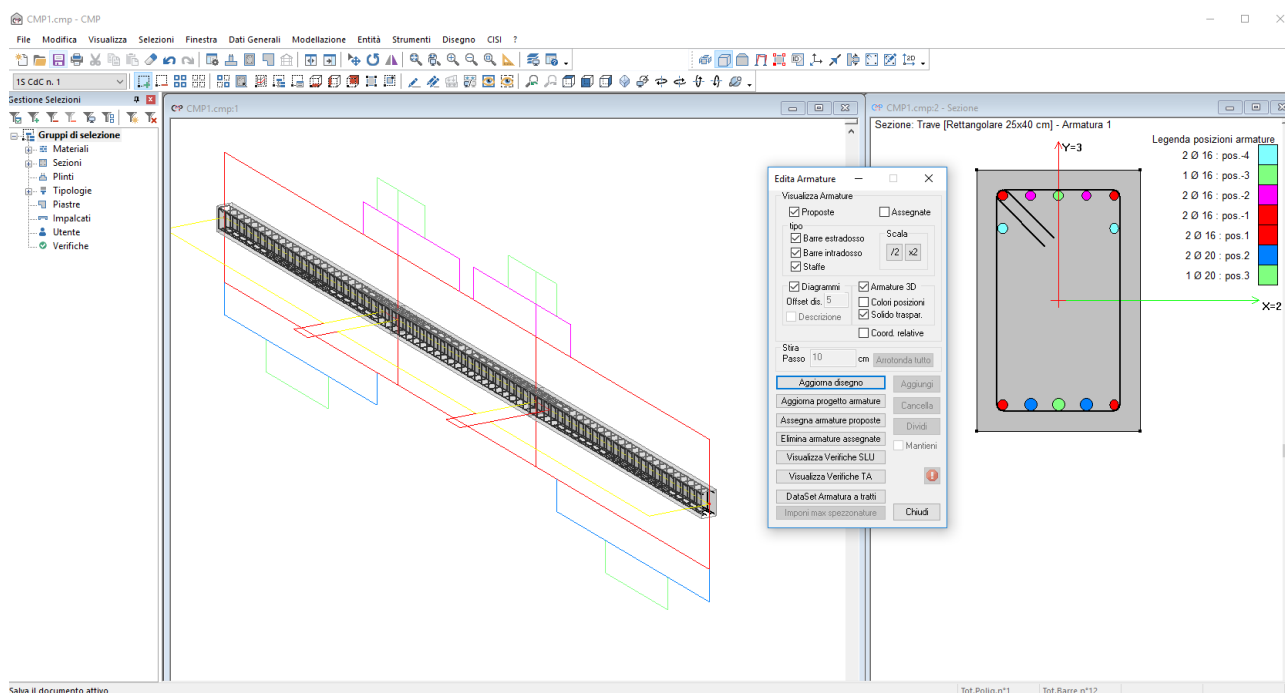 CMP1.cmp - CMP
File Modifica Visualizza Selezioni Finestra Dati Generali Modellazione Entità Strumenti Disegno CISI ?
1S CdC n. 1
Gestione Selezioni
Gruppi di selezione
Materiali
Sezioni
Plinti
Tipologie
Piastre
Impalcati
Utente
Verifiche
CMP1.cmp:1
Edita Armature
Visualizza Armature
Proposte Assegnate
tipo
Barre estradosso
Barre intradosso
Staffe
Scala
/2 x2
Diagrammi
Offset dis. 5
Descrizione
Armature 3D
Colori posizioni
Solido traspar.
Coord. relative
Stira
Passo 10 cm Arrotonda tutto
Aggiorna disegno Aggiungi
Aggiorna progetto armature Cancella
Assegna armature proposte Dividi
Elimina armature assegnate Mantieni
Visualizza Verifiche SLU
Visualizza Verifiche TA
DataSet Armatura a tratti
Imponi max spezzonature Chiudi
CMP1.cmp:2 - Sezione
Sezione: Trave [Rettangolare 25x40 cm] - Armatura 1
Legenda posizioni armature
2 Ø 16 : pos.-4
1 Ø 16 : pos.-3
2 Ø 16 : pos.-2
2 Ø 16 : pos.-1
2 Ø 16 : pos.1
2 Ø 20 : pos.2
1 Ø 20 : pos.3
Y=3
X=2
Salva il documento attivo
Tot.Polig.n°1 Tot.Barre n°12